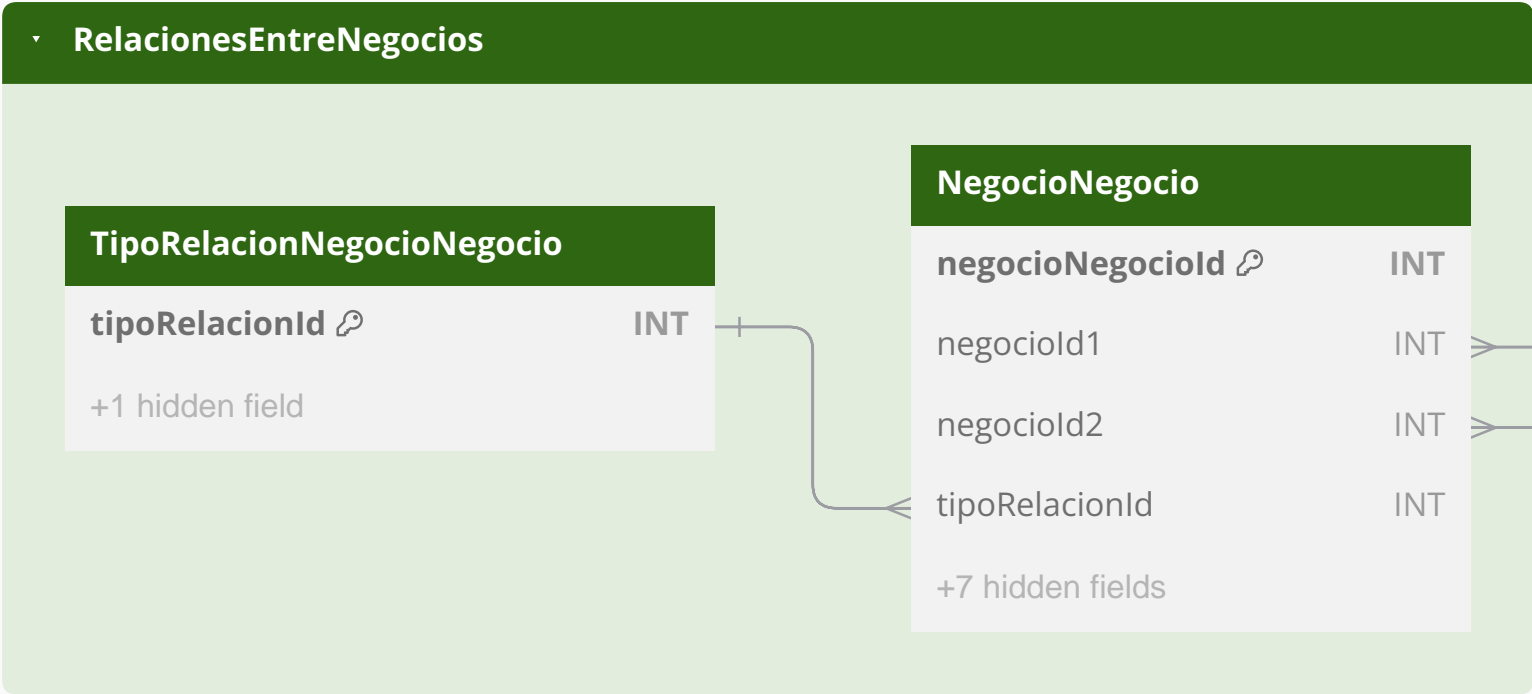 RelacionesEntreNegocios
TipoRelacionNegocioNegocio
tipoRelacionId INT
+1 hidden field
NegocioNegocio
negocioNegocioId INT
negocioId1 INT
negocioId2 INT
tipoRelacionId INT
+7 hidden fields